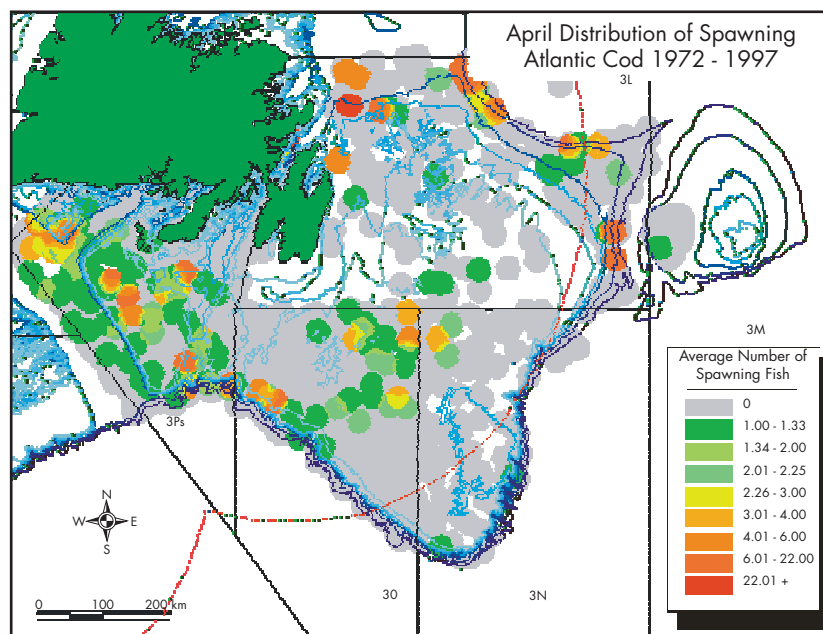 April Distribution of Spawning
Atlantic Cod 1972 - 1997
3L
3M
Average Number of
Spawning Fish
0
1.00 - 1.33
1.34 - 2.00
2.01 - 2.25
2.26 - 3.00
3.01 - 4.00
4.01 - 6.00
6.01 - 22.00
22.01 +
3Ps
N
W E
S
0 100 200 km
30
3N